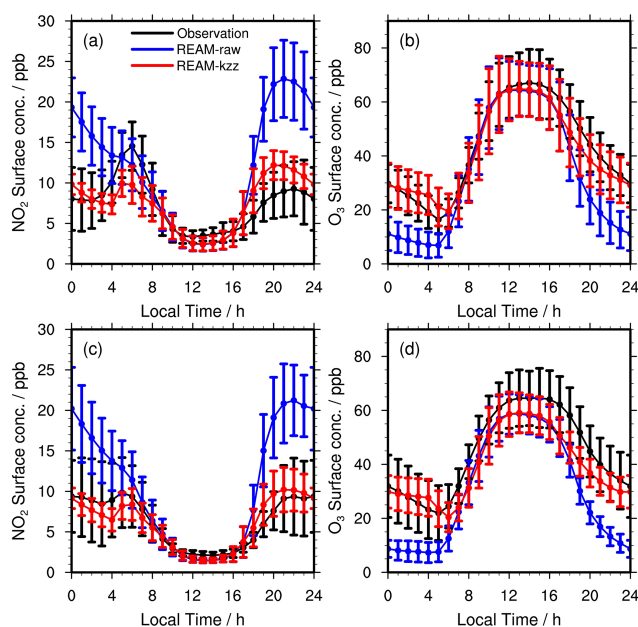 (a)
Observation
REAM-raw
REAM-kzz
30
25
20
15
10
5
0
NO2 Surface conc. / ppb
0 4 8 12 16 20 24
Local Time / h
(b)
80
60
40
20
0
O3 Surface conc. / ppb
0 4 8 12 16 20 24
Local Time / h
(c)
30
25
20
15
10
5
0
NO2 Surface conc. / ppb
0 4 8 12 16 20 24
Local Time / h
(d)
80
60
40
20
0
O3 Surface conc. / ppb
0 4 8 12 16 20 24
Local Time / h